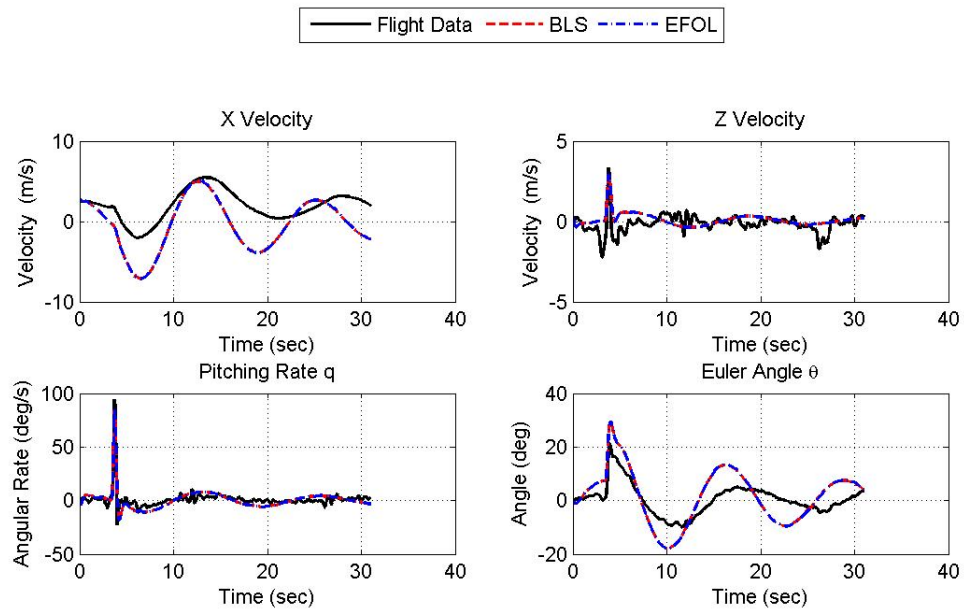 Flight Data BLS EFOL
X Velocity
10
0
-10
Velocity (m/s)
0 10 20 30 40
Time (sec)
Z Velocity
5
0
-5
Velocity (m/s)
0 10 20 30 40
Time (sec)
Pitching Rate q
100
50
0
-50
Angular Rate (deg/s)
0 10 20 30 40
Time (sec)
Euler Angle θ
40
20
0
-20
Angle (deg)
0 10 20 30 40
Time (sec)